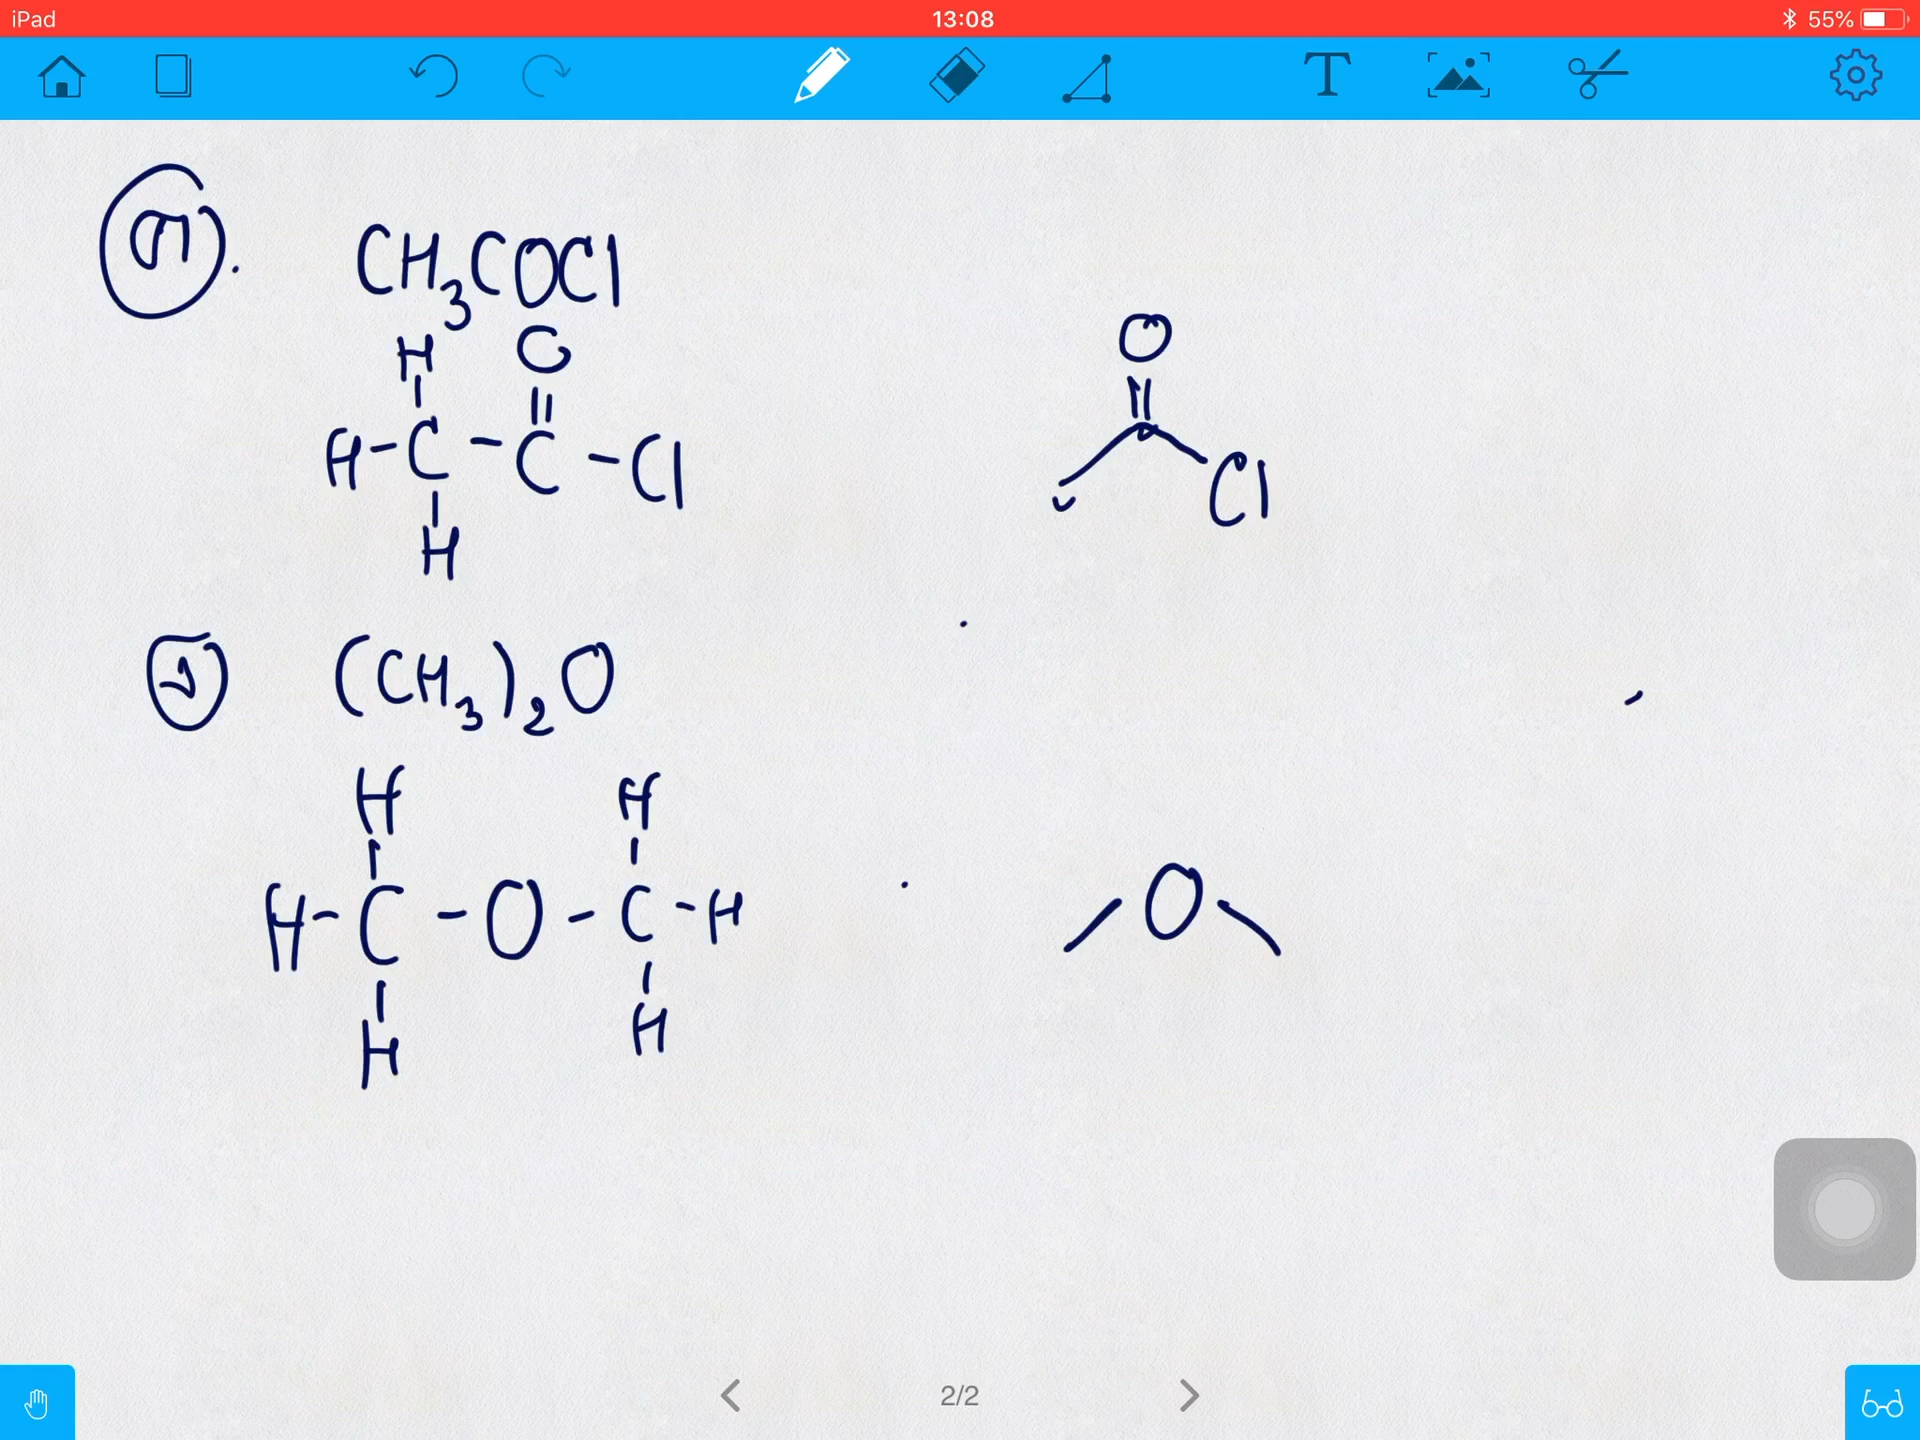 iPad 13:08 55%
ஏ.
CH₃COCl
H O
H-C-C-Cl
H
O
Cl
(CH₃)₂O
H H
H-C-O-C-H
H H
O
2/2